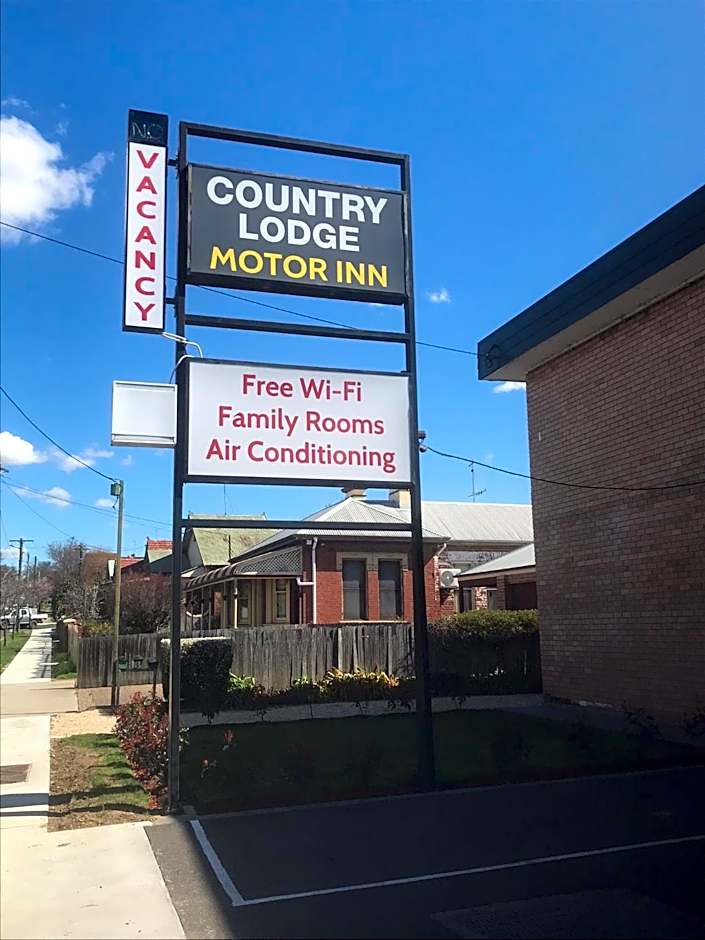 NO
VACANCY
COUNTRY
LODGE
MOTOR INN
Free Wi-Fi
Family Rooms
Air Conditioning